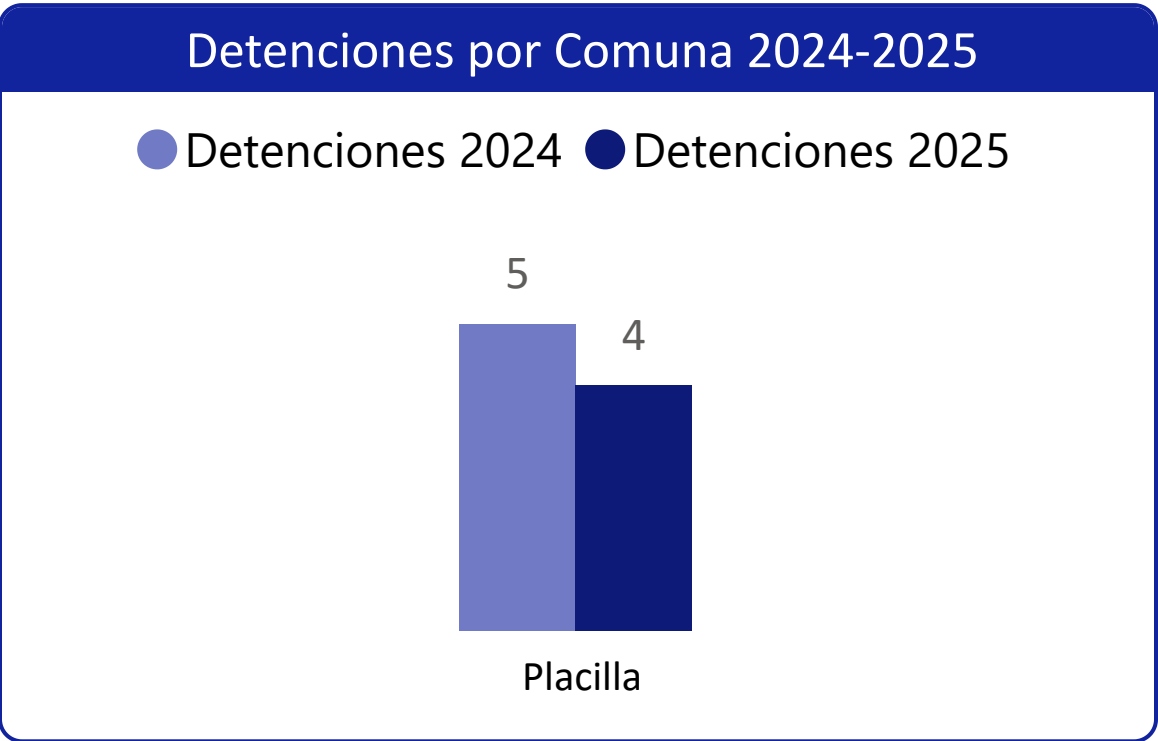 Detenciones por Comuna 2024-2025
Detenciones 2024 Detenciones 2025
5
4
Placilla